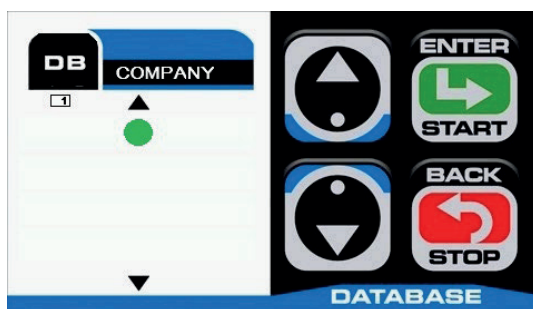 DB
COMPANY
1
ENTER
START
BACK
STOP
DATABASE